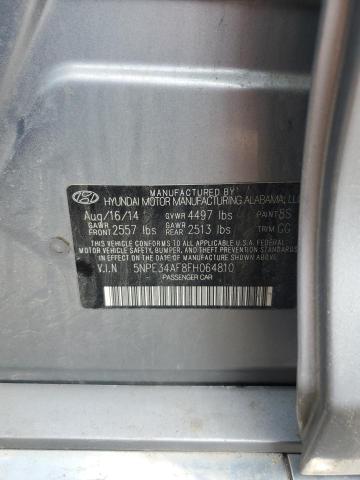 MANUFACTURED BY
HYUNDAI MOTOR MANUFACTURING ALABAMA, LL
Aug/16/14 GVWR 4497 lbs PAINT 8S
GAWR FRONT 2557 lbs GAWR REAR 2513 lbs TRIM GG
THIS VEHICLE CONFORMS TO ALL APPLICABLE U.S.A. FEDERAL
MOTOR VEHICLE SAFETY, BUMPER, AND THEFT PREVENTION
STANDARDS IN EFFECT ON THE DATE OF MANUFACTURE SHOWN ABOVE.
V.I.N 5NPE34AF8FH064810
PASSENGER CAR